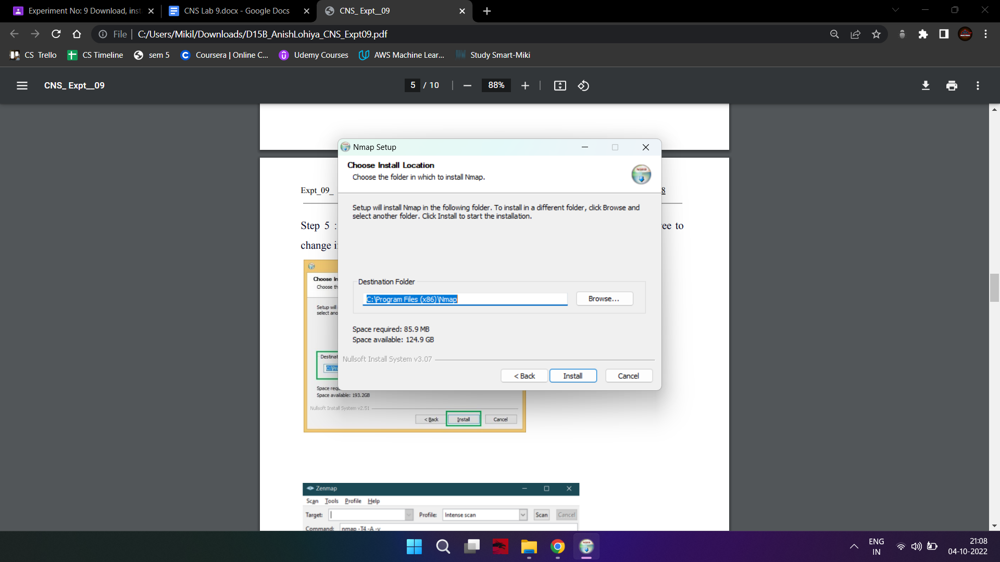 Experiment No: 9 Download, inst
CNS Lab 9.docx - Google Docs
CNS_ Expt__09
File
C:/Users/Mikil/Downloads/D15B_AnishLohiya_CNS_Expt09.pdf
CS Trello
CS Timeline
sem 5
Coursera | Online C...
Udemy Courses
AWS Machine Lear...
Study Smart-Miki
CNS_ Expt__09
5 / 10
88%
Nmap Setup
Choose Install Location
Choose the folder in which to install Nmap.
Setup will install Nmap in the following folder. To install in a different folder, click Browse and
select another folder. Click Install to start the installation.
Destination Folder
C:\Program Files (x86)\Nmap
Browse...
Space required: 85.9 MB
Space available: 124.9 GB
Nullsoft Install System v3.07
< Back
Install
Cancel
Expt_09_
8
Step 5 :
ee to
change i
Choose In
Choose th
Setup will
select ano
Destinat
C:\Pr
Space requ
Space available: 193.2GB
Nullsoft Install System v2.51
< Back
Install
Cancel
Zenmap
Scan Tools Profile Help
Target:
Profile:
Intense scan
Scan
Cancel
Command:
nmap -T4 -A -v
ENG
IN
21:08
04-10-2022